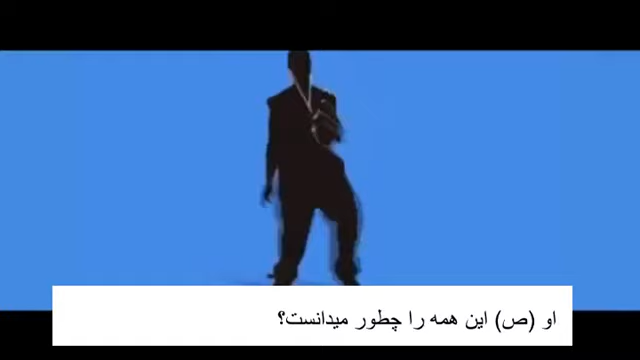 او (ص) این همه را چطور میدانست؟